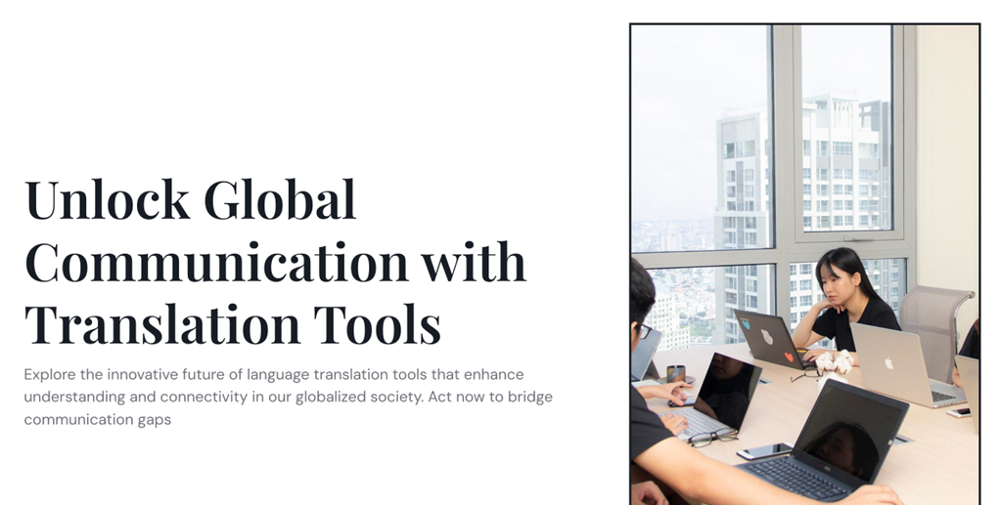 Unlock Global
Communication with
Translation Tools
Explore the innovative future of language translation tools that enhance
understanding and connectivity in our globalized society. Act now to bridge
communication gaps